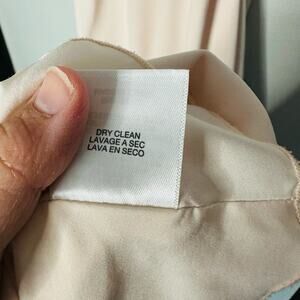 DRY CLEAN
LAVAGE A SEC
LAVA EN SECO